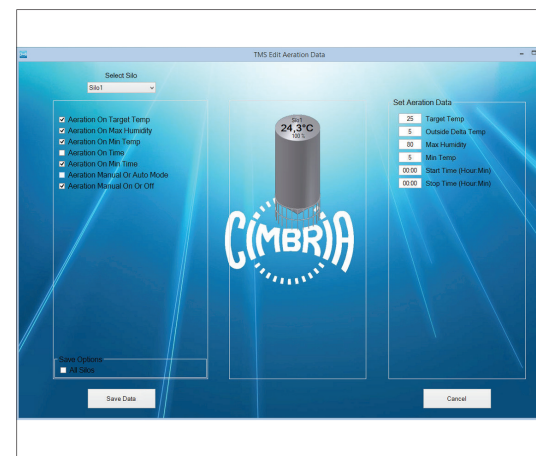 TMS Edit Aeration Data
Select Silo
Silo1
Aeration On Target Temp
Aeration On Max Humidity
Aeration On Min Temp
Aeration On Time
Aeration On Min Time
Aeration Manual Or Auto Mode
Aeration Manual On Or Off
Save Options
All Silos
Save Data
Silo1
24,3°C
100%
CIMBRIA
Set Aeration Data
25 Target Temp
5 Outside Delta Temp
80 Max Humidity
5 Min Temp
00:00 Start Time (Hour:Min)
00:00 Stop Time (Hour:Min)
Cancel